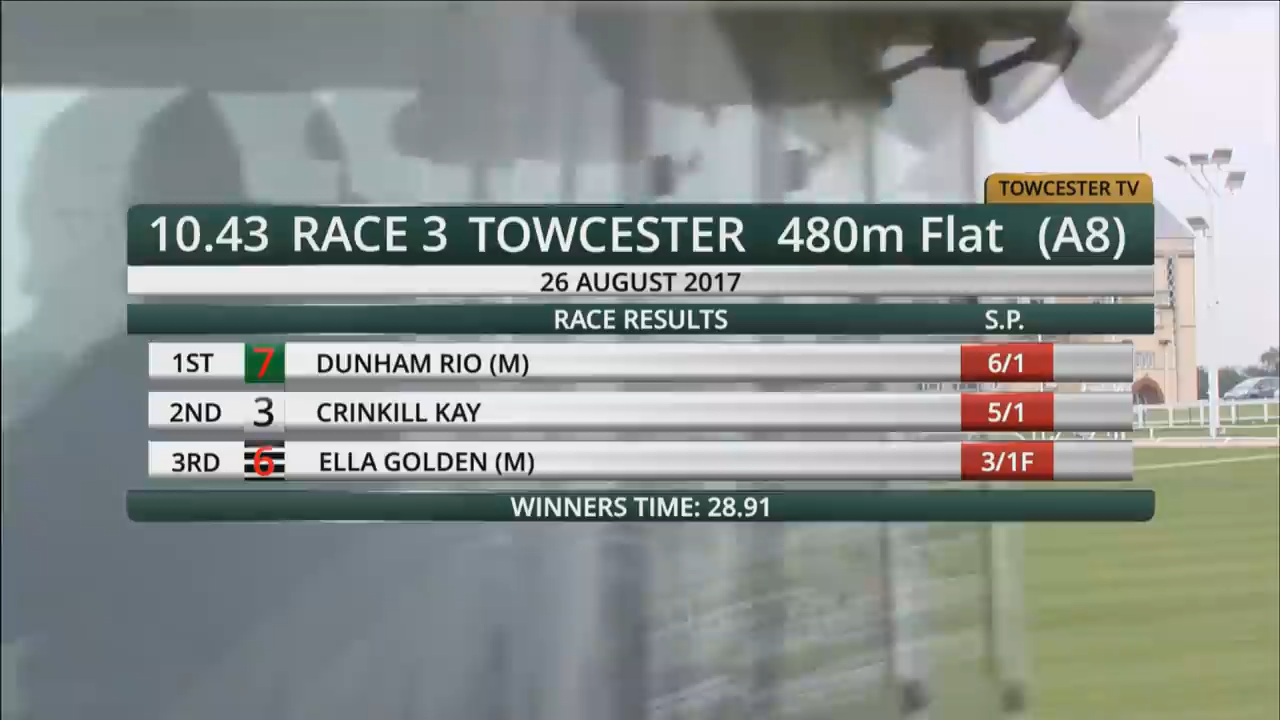 TOWCESTER TV
10.43 RACE 3 TOWCESTER 480m Flat (A8)
26 AUGUST 2017
RACE RESULTS S.P.
1ST 7 DUNHAM RIO (M) 6/1
2ND 3 CRINKILL KAY 5/1
3RD 6 ELLA GOLDEN (M) 3/1F
WINNERS TIME: 28.91